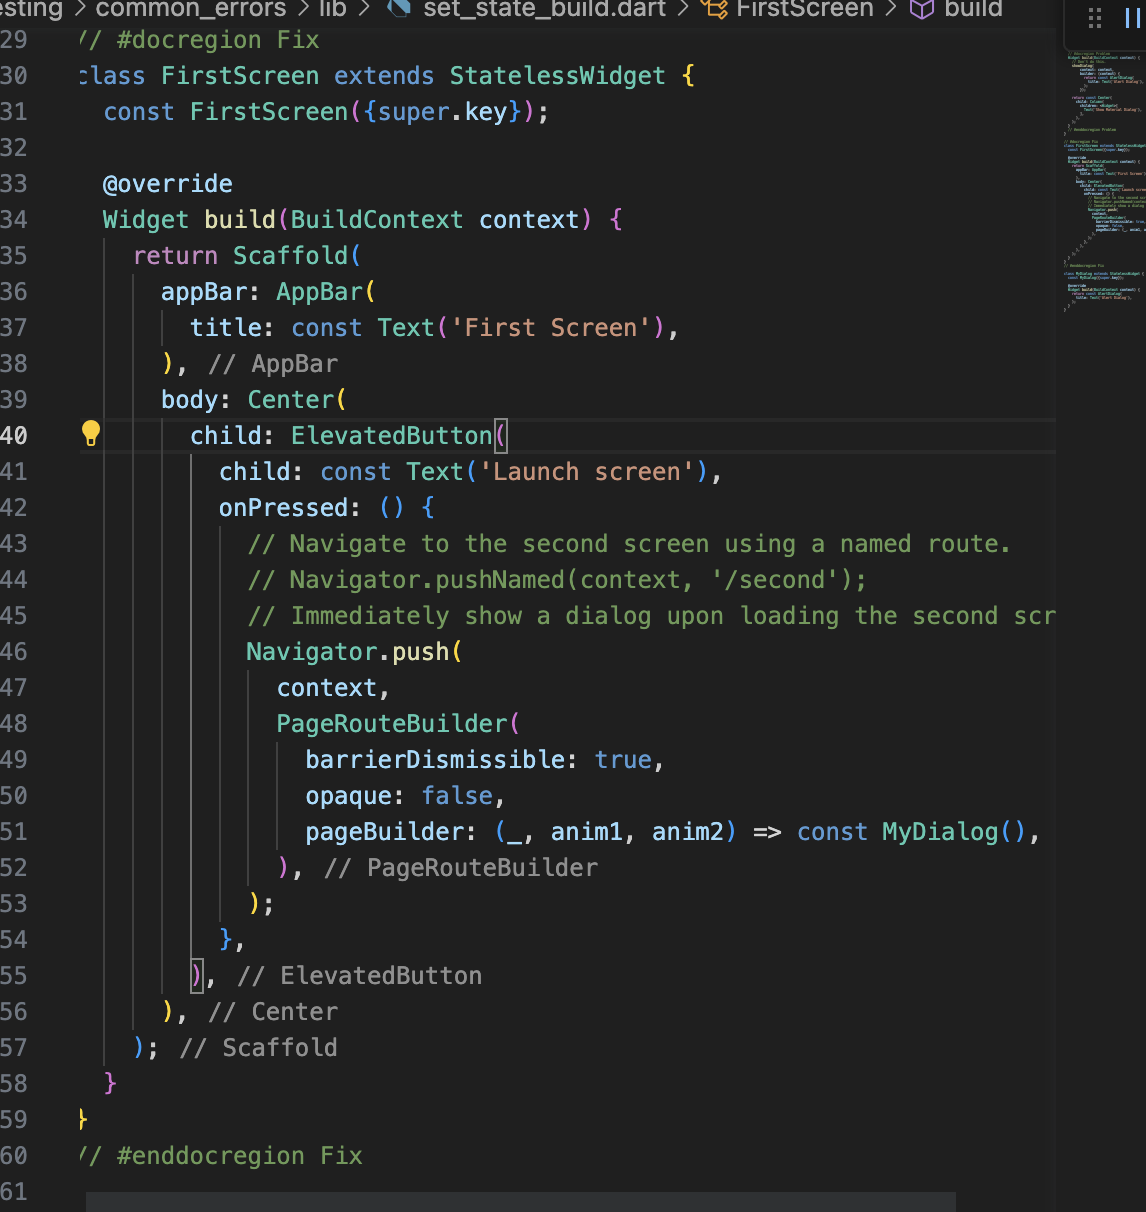 esting > common_errors > lib > set_state_build.dart > FirstScreen > build
29 // #docregion Fix
30 class FirstScreen extends StatelessWidget {
31 const FirstScreen({super.key});
32
33 @override
34 Widget build(BuildContext context) {
35 return Scaffold(
36 appBar: AppBar(
37 title: const Text('First Screen'),
38 ), // AppBar
39 body: Center(
40 child: ElevatedButton(
41 child: const Text('Launch screen'),
42 onPressed: () {
43 // Navigate to the second screen using a named route.
44 // Navigator.pushNamed(context, '/second');
45 // Immediately show a dialog upon loading the second scr
46 Navigator.push(
47 context,
48 PageRouteBuilder(
49 barrierDismissible: true,
50 opaque: false,
51 pageBuilder: (_, anim1, anim2) => const MyDialog(),
52 ), // PageRouteBuilder
53 );
54 },
55 ), // ElevatedButton
56 ), // Center
57 ); // Scaffold
58 }
59 }
60 // #enddocregion Fix
61